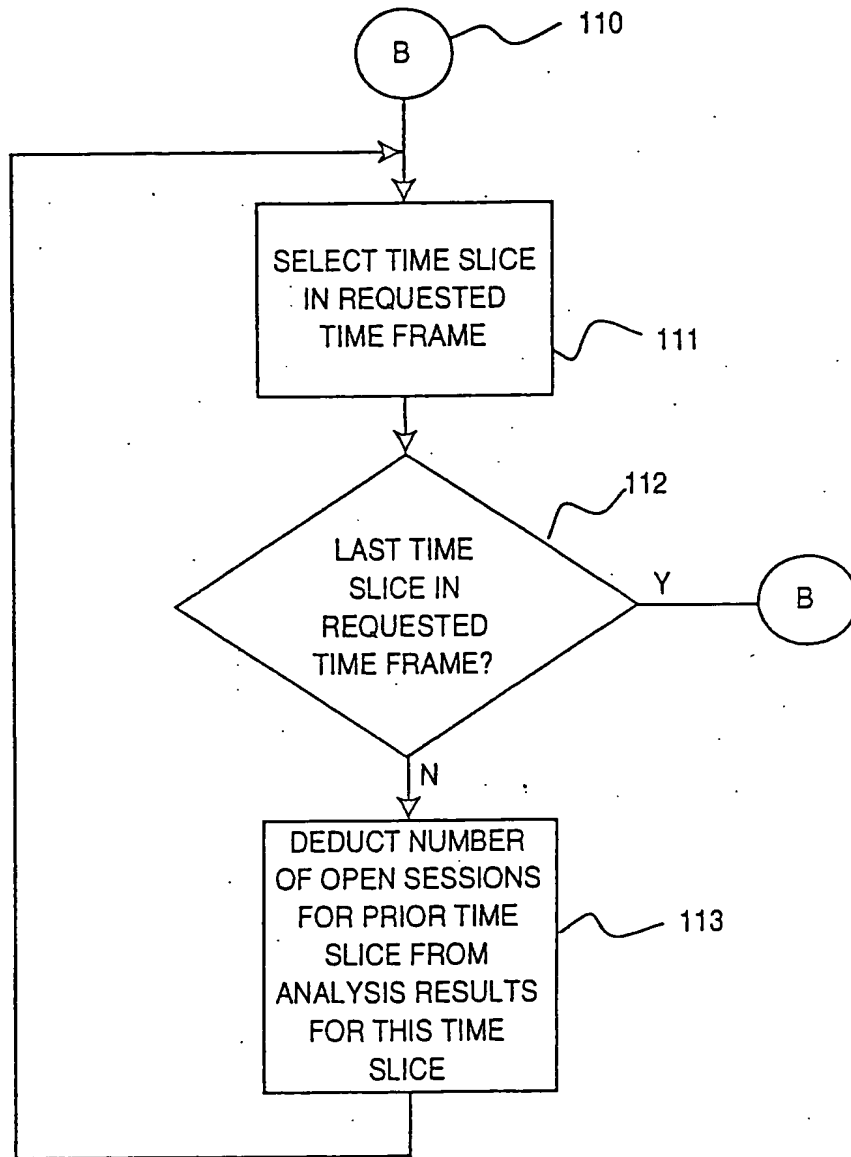 B
110
SELECT TIME SLICE
IN REQUESTED
TIME FRAME
111
112
LAST TIME
SLICE IN
REQUESTED
TIME FRAME?
Y
B
N
DEDUCT NUMBER
OF OPEN SESSIONS
FOR PRIOR TIME
SLICE FROM
ANALYSIS RESULTS
FOR THIS TIME
SLICE
113